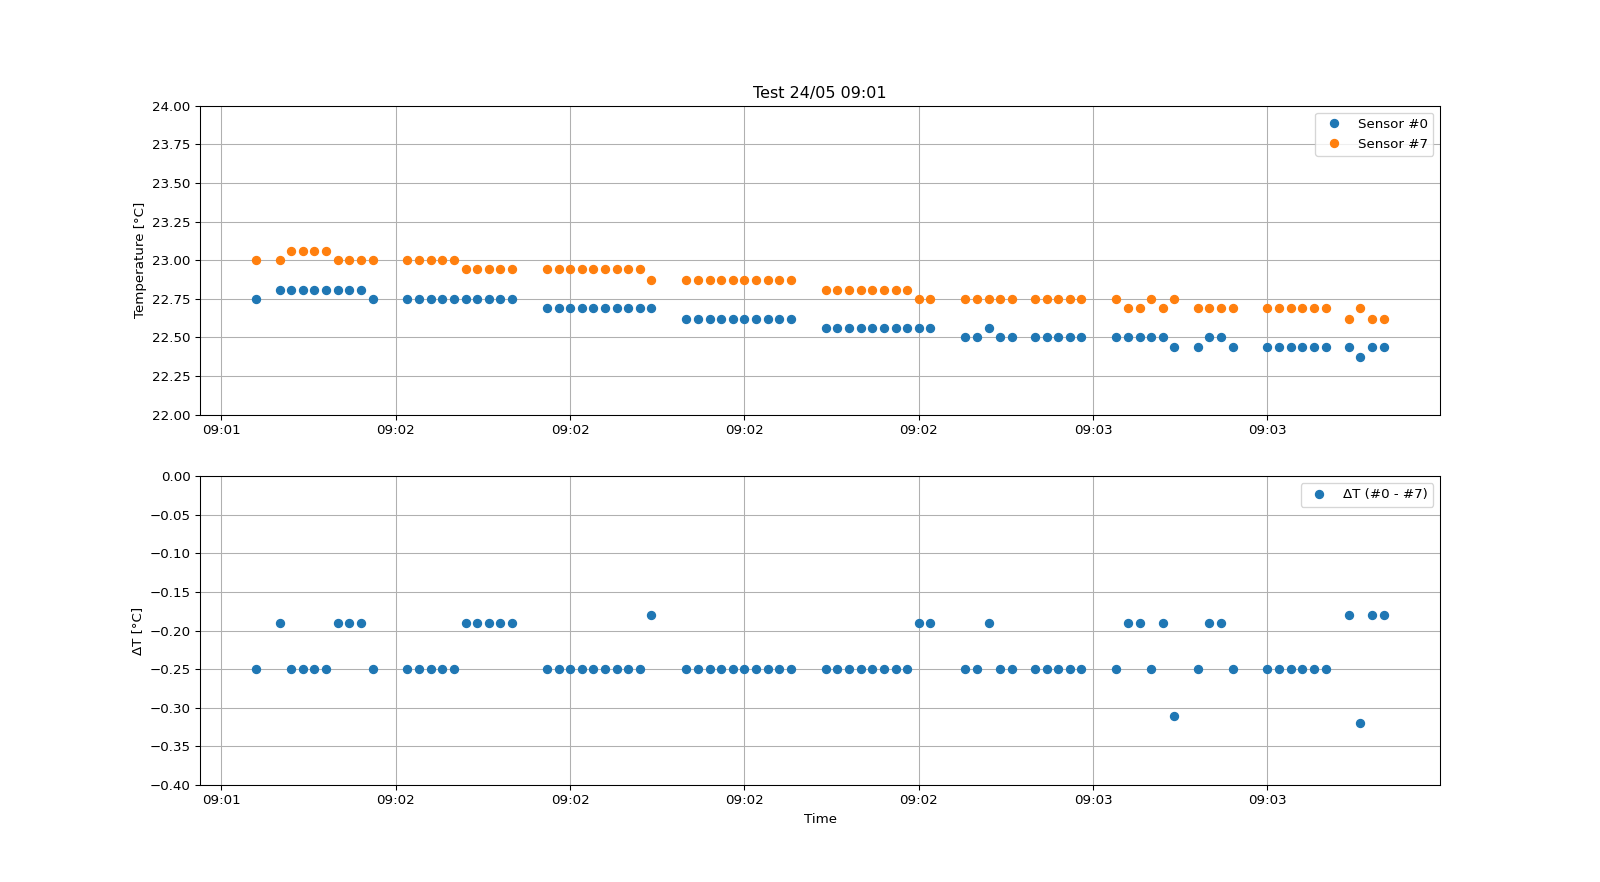 Test 24/05 09:01
24.00
23.75
23.50
23.25
23.00
22.75
22.50
22.25
22.00
Temperature [°C]
Sensor #0
Sensor #7
09:01 09:02 09:02 09:02 09:02 09:03 09:03
0.00
−0.05
−0.10
−0.15
−0.20
−0.25
−0.30
−0.35
−0.40
ΔT [°C]
ΔT (#0 - #7)
09:01 09:02 09:02 09:02 09:02 09:03 09:03
Time